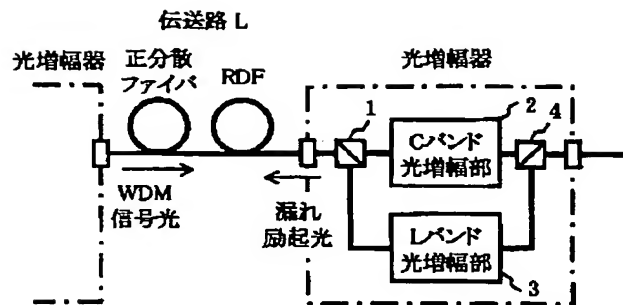 伝送路 L
光増幅器
正分散
ファイバ
RDF
光増幅器
1
2
4
Cバンド
光増幅部
WDM
信号光
漏れ
励起光
Lバンド
光増幅部
3